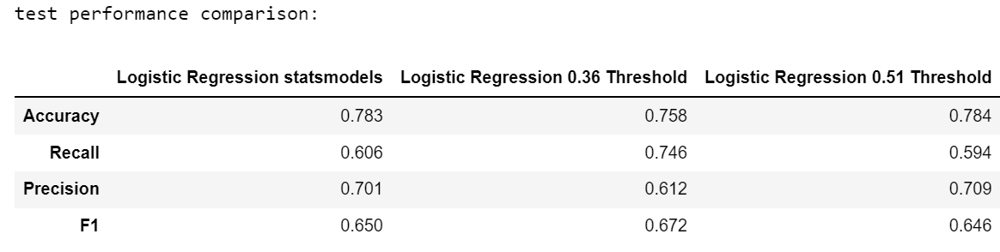 test performance comparison:
Logistic Regression statsmodels Logistic Regression 0.36 Threshold Logistic Regression 0.51 Threshold
Accuracy 0.783 0.758 0.784
Recall 0.606 0.746 0.594
Precision 0.701 0.612 0.709
F1 0.650 0.672 0.646